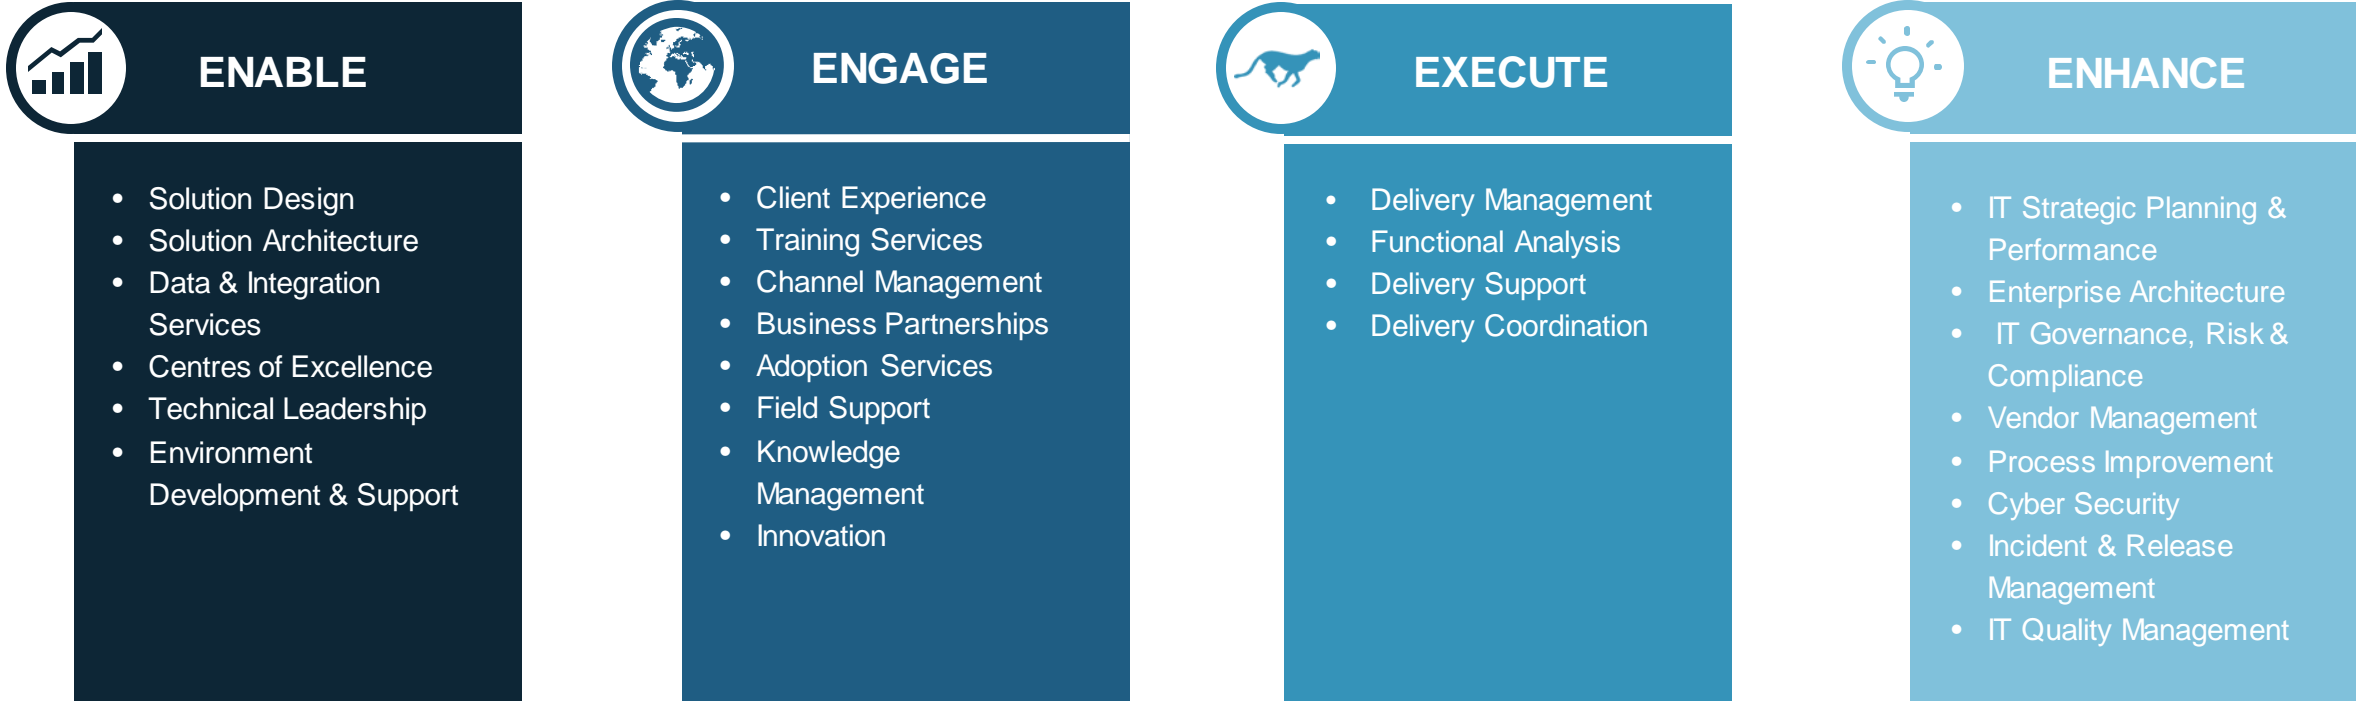 ENABLE
• Solution Design
• Solution Architecture
• Data & Integration
Services
• Centres of Excellence
• Technical Leadership
• Environment
Development & Support
ENGAGE
• Client Experience
• Training Services
• Channel Management
• Business Partnerships
• Adoption Services
• Field Support
• Knowledge
Management
• Innovation
EXECUTE
• Delivery Management
• Functional Analysis
• Delivery Support
• Delivery Coordination
ENHANCE
• IT Strategic Planning &
Performance
• Enterprise Architecture
• IT Governance, Risk &
Compliance
• Vendor Management
• Process Improvement
• Cyber Security
• Incident & Release
Management
• IT Quality Management